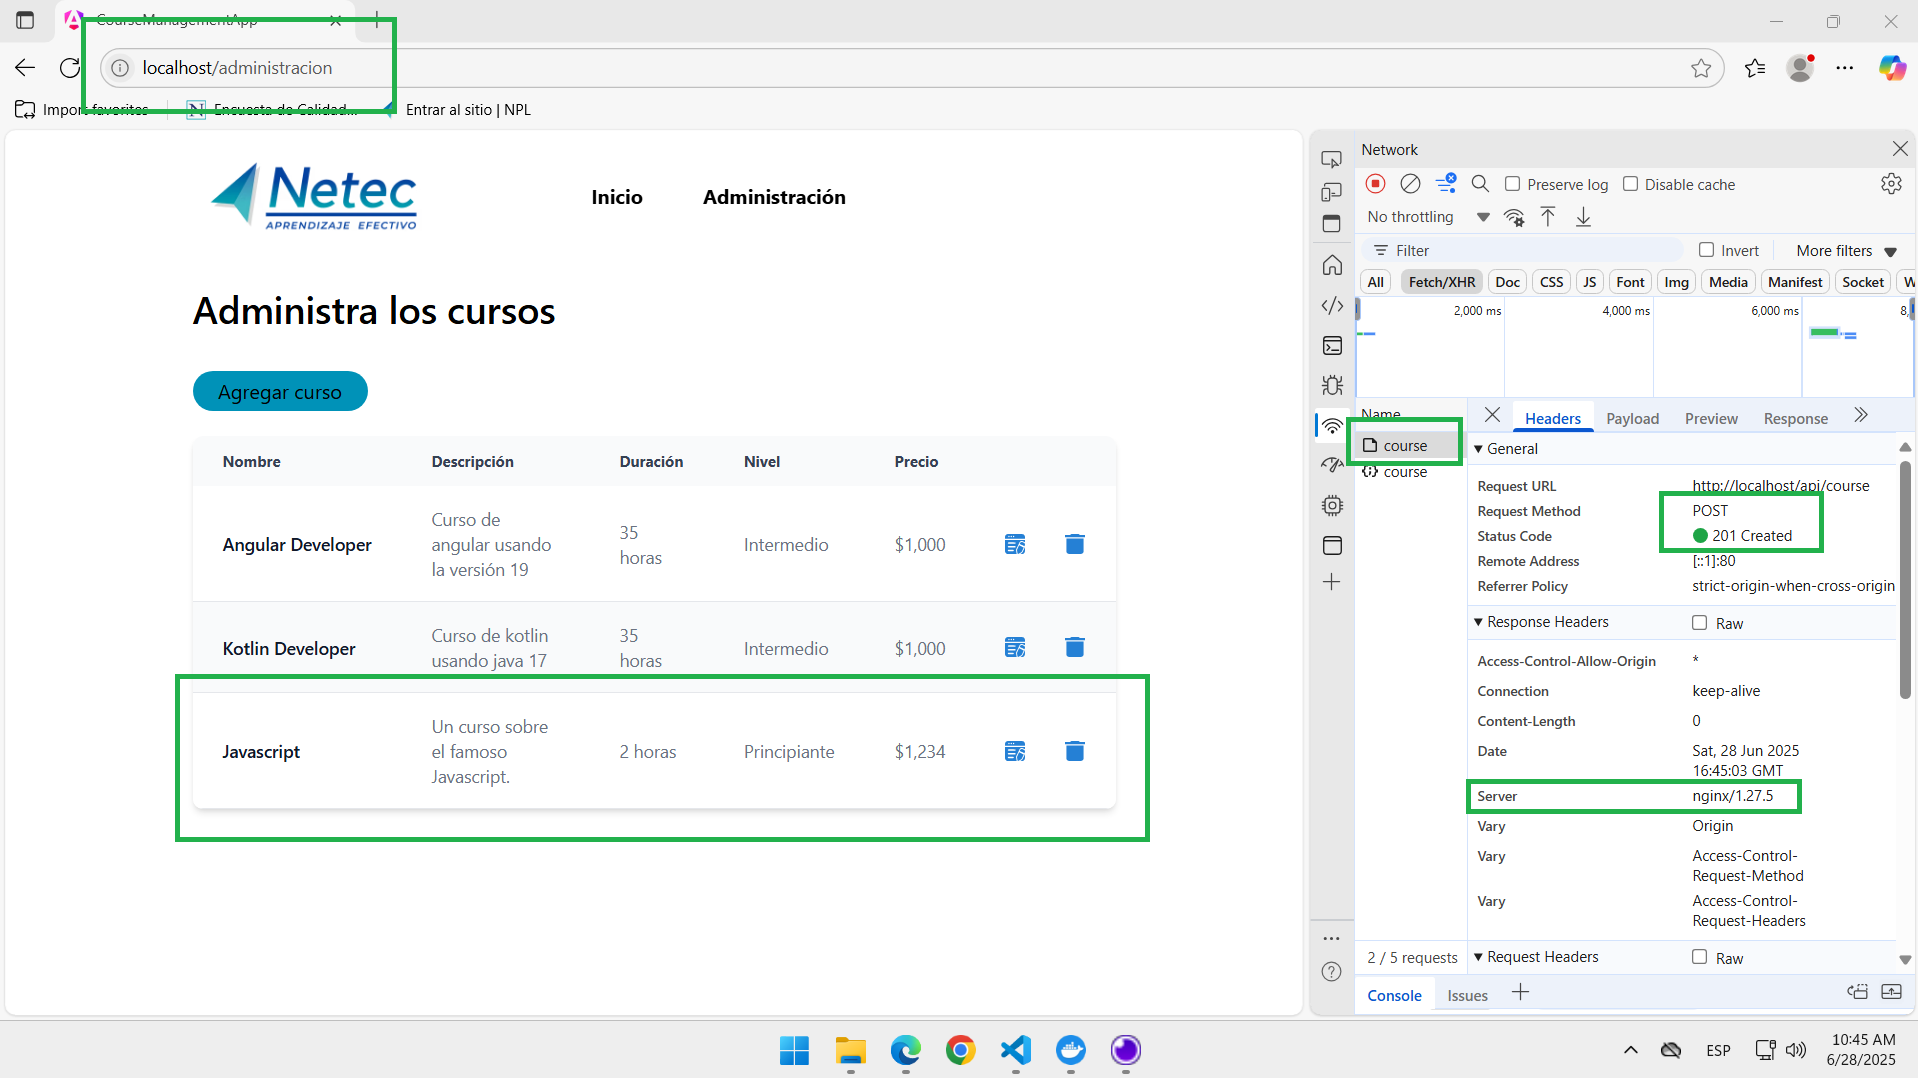 CourseManagementApp
localhost/administracion
Import favorites
Encuesta de Calidad...
Entrar al sitio | NPL
Netec
APRENDIZAJE EFECTIVO
Inicio
Administración
Administra los cursos
Agregar curso
Nombre
Descripción
Duración
Nivel
Precio
Angular Developer
Curso de
angular usando
la versión 19
35
horas
Intermedio
$1,000
Kotlin Developer
Curso de kotlin
usando java 17
35
horas
Intermedio
$1,000
Javascript
Un curso sobre
el famoso
Javascript.
2 horas
Principiante
$1,234
Network
Preserve log
Disable cache
No throttling
Filter
Invert
More filters
All
Fetch/XHR
Doc
CSS
JS
Font
Img
Media
Manifest
Socket
W
2,000 ms
4,000 ms
6,000 ms
8,
Name
course
course
2 / 5 requests
Headers
Payload
Preview
Response
General
Request URL
http://localhost/api/course
Request Method
POST
Status Code
201 Created
Remote Address
[::1]:80
Referrer Policy
strict-origin-when-cross-origin
Response Headers
Raw
Access-Control-Allow-Origin
*
Connection
keep-alive
Content-Length
0
Date
Sat, 28 Jun 2025
16:45:03 GMT
Server
nginx/1.27.5
Vary
Origin
Vary
Access-Control-
Request-Method
Vary
Access-Control-
Request-Headers
Request Headers
Raw
Console
Issues
ESP
10:45 AM
6/28/2025